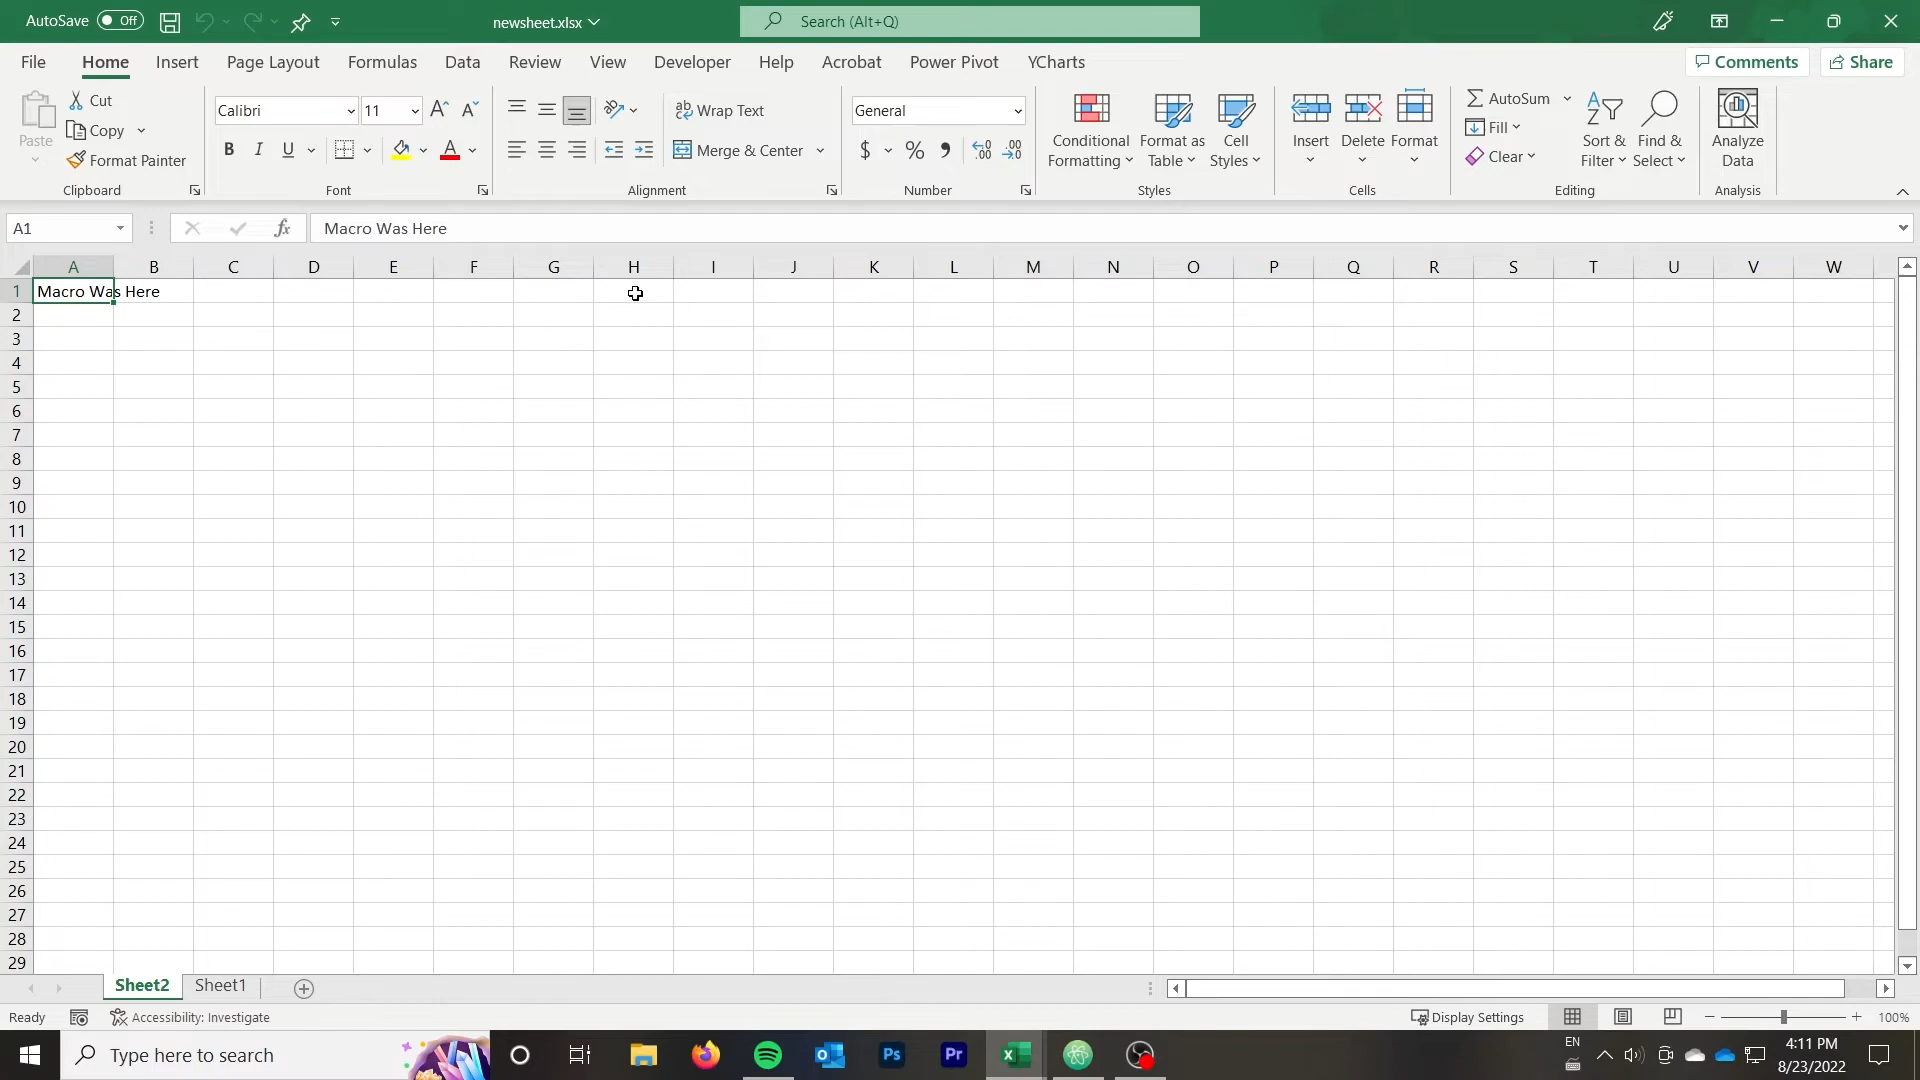 AutoSave Off newsheet.xlsx Search (Alt+Q)
File Home Insert Page Layout Formulas Data Review View Developer Help Acrobat Power Pivot YCharts Comments Share
Paste
Cut
Copy
Format Painter
Clipboard
Calibri 11
B I U A
Font
Wrap Text
Merge & Center
Alignment
General
$ % 9
Number
Conditional Formatting
Format as Table
Cell Styles
Styles
Insert
Delete
Format
Cells
AutoSum
Fill
Clear
Sort & Filter
Find & Select
Editing
Analyze Data
Analysis
A1 fx Macro Was Here
A B C D E F G H I J K L M N O P Q R S T U V W
1 Macro Was Here
2
3
4
5
6
7
8
9
10
11
12
13
14
15
16
17
18
19
20
21
22
23
24
25
26
27
28
29
Sheet2 Sheet1
Ready Accessibility: Investigate Display Settings 100%
Type here to search
Ps Pr
EN
4:11 PM
8/23/2022